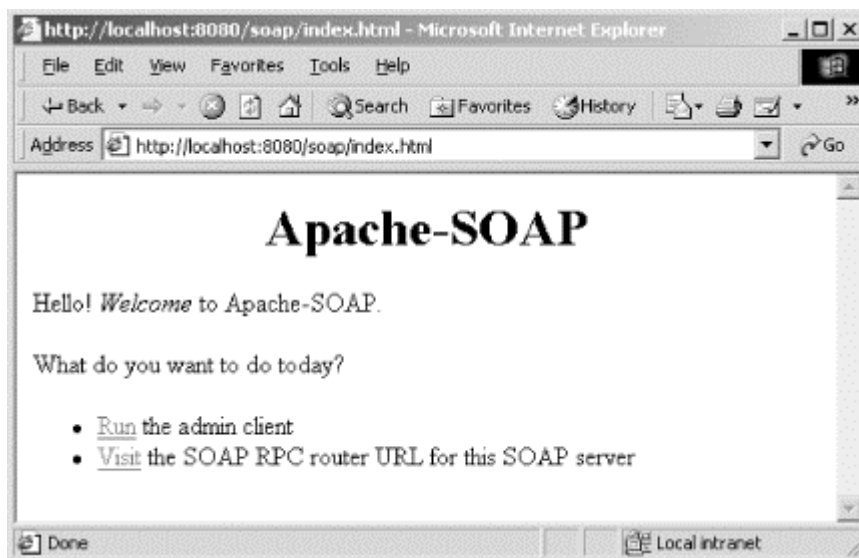 http://localhost:8080/soap/index.html - Microsoft Internet Explorer
File Edit View Favorites Tools Help
Back Search Favorites History »
Address http://localhost:8080/soap/index.html Go
Apache-SOAP
Hello! Welcome to Apache-SOAP.
What do you want to do today?
• Run the admin client
• Visit the SOAP RPC router URL for this SOAP server
Done Local intranet